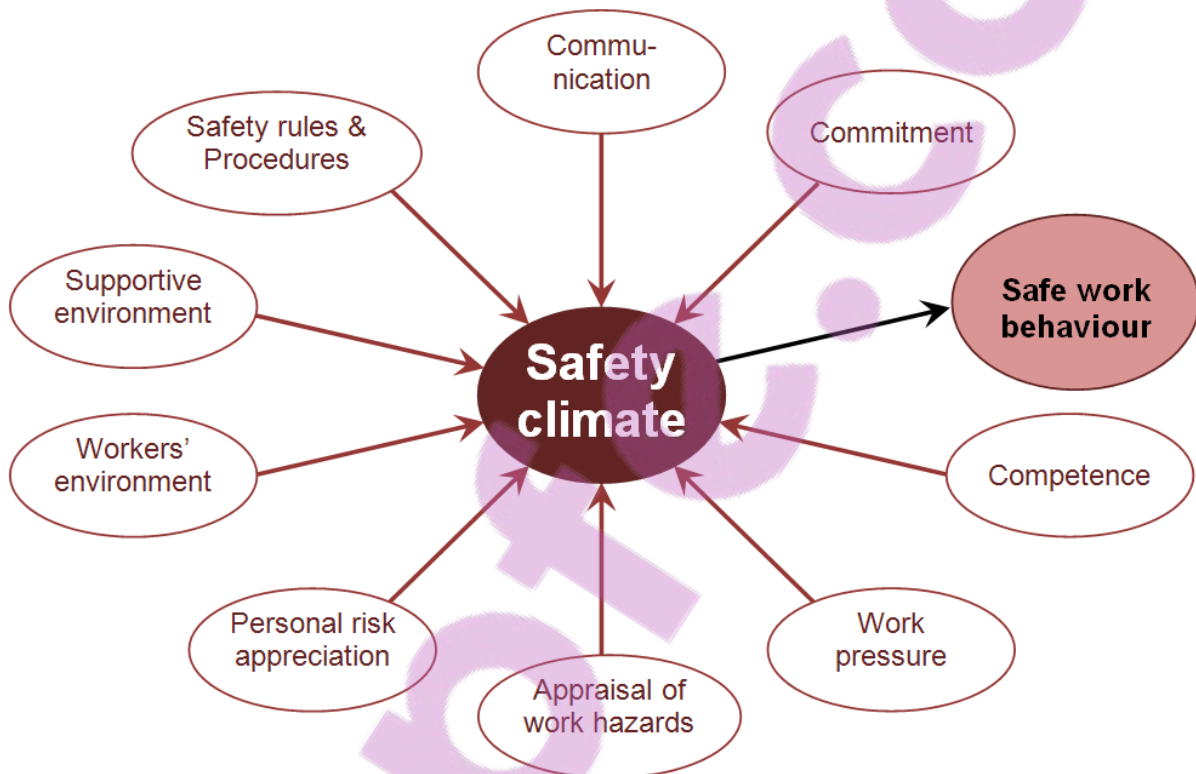 Commu-
nication
Safety rules &
Procedures
Commitment
Supportive
environment
Safe work
behaviour
Safety
climate
Workers'
environment
Competence
Personal risk
appreciation
Work
pressure
Appraisal of
work hazards